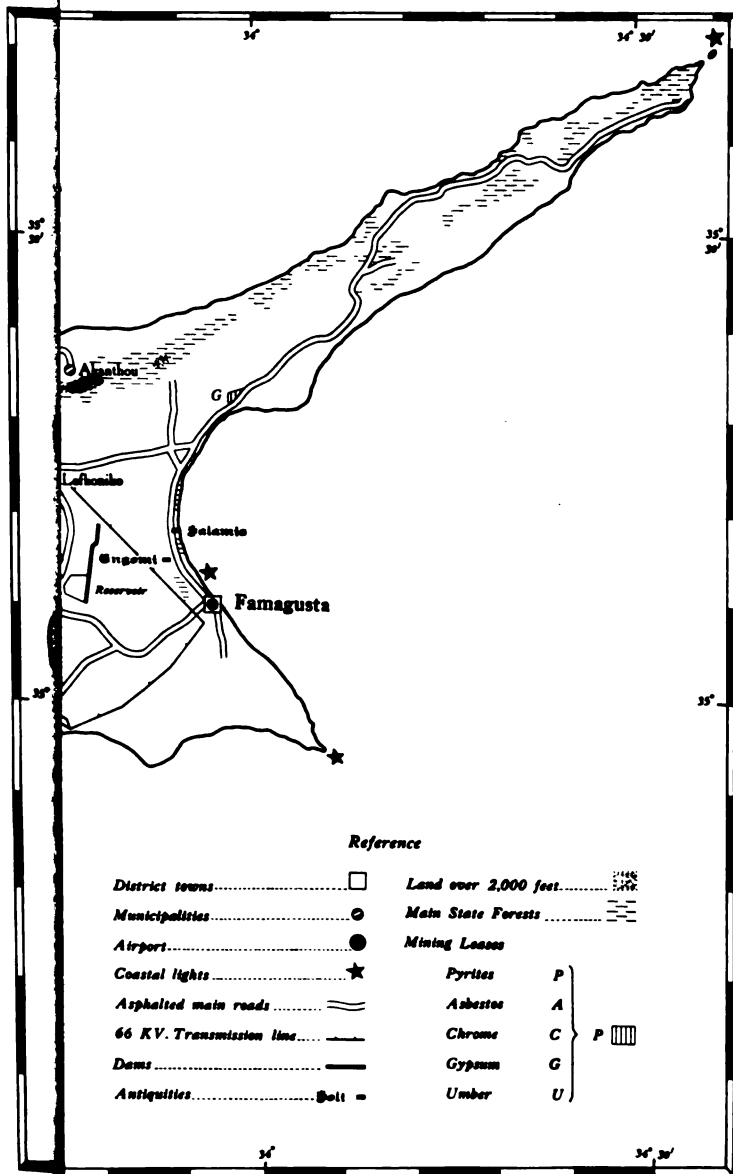 34° 34° 30'
35° 30' 35° 30'
Akanthou
G
Lefkoniko
Salamis
Engomi
Reservoir
Famagusta
35° 35°
Reference
District towns
Municipalities
Airport
Coastal lights
Asphalted main roads
66 KV. Transmission line
Dams
Antiquities Soli
Land over 2,000 feet
Main State Forests
Mining Leases
Pyrites P
Asbestos A
Chrome C P
Gypsum G
Umber U
34° 34° 30'